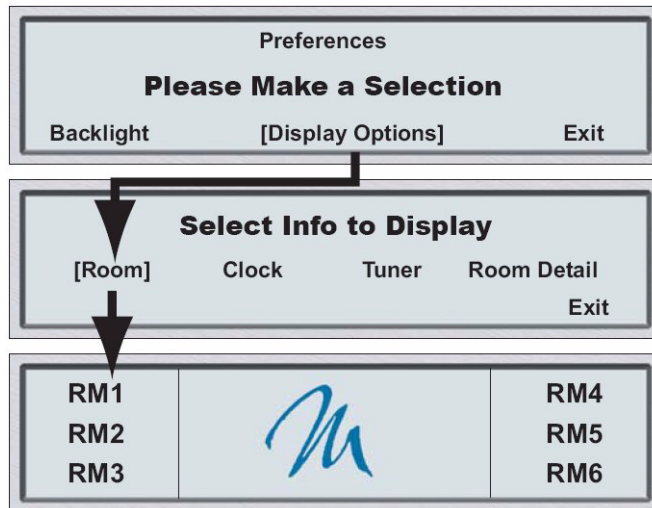 Preferences
Please Make a Selection
Backlight [Display Options] Exit
Select Info to Display
[Room] Clock Tuner Room Detail
Exit
RM1 RM4
RM2 RM5
RM3 RM6